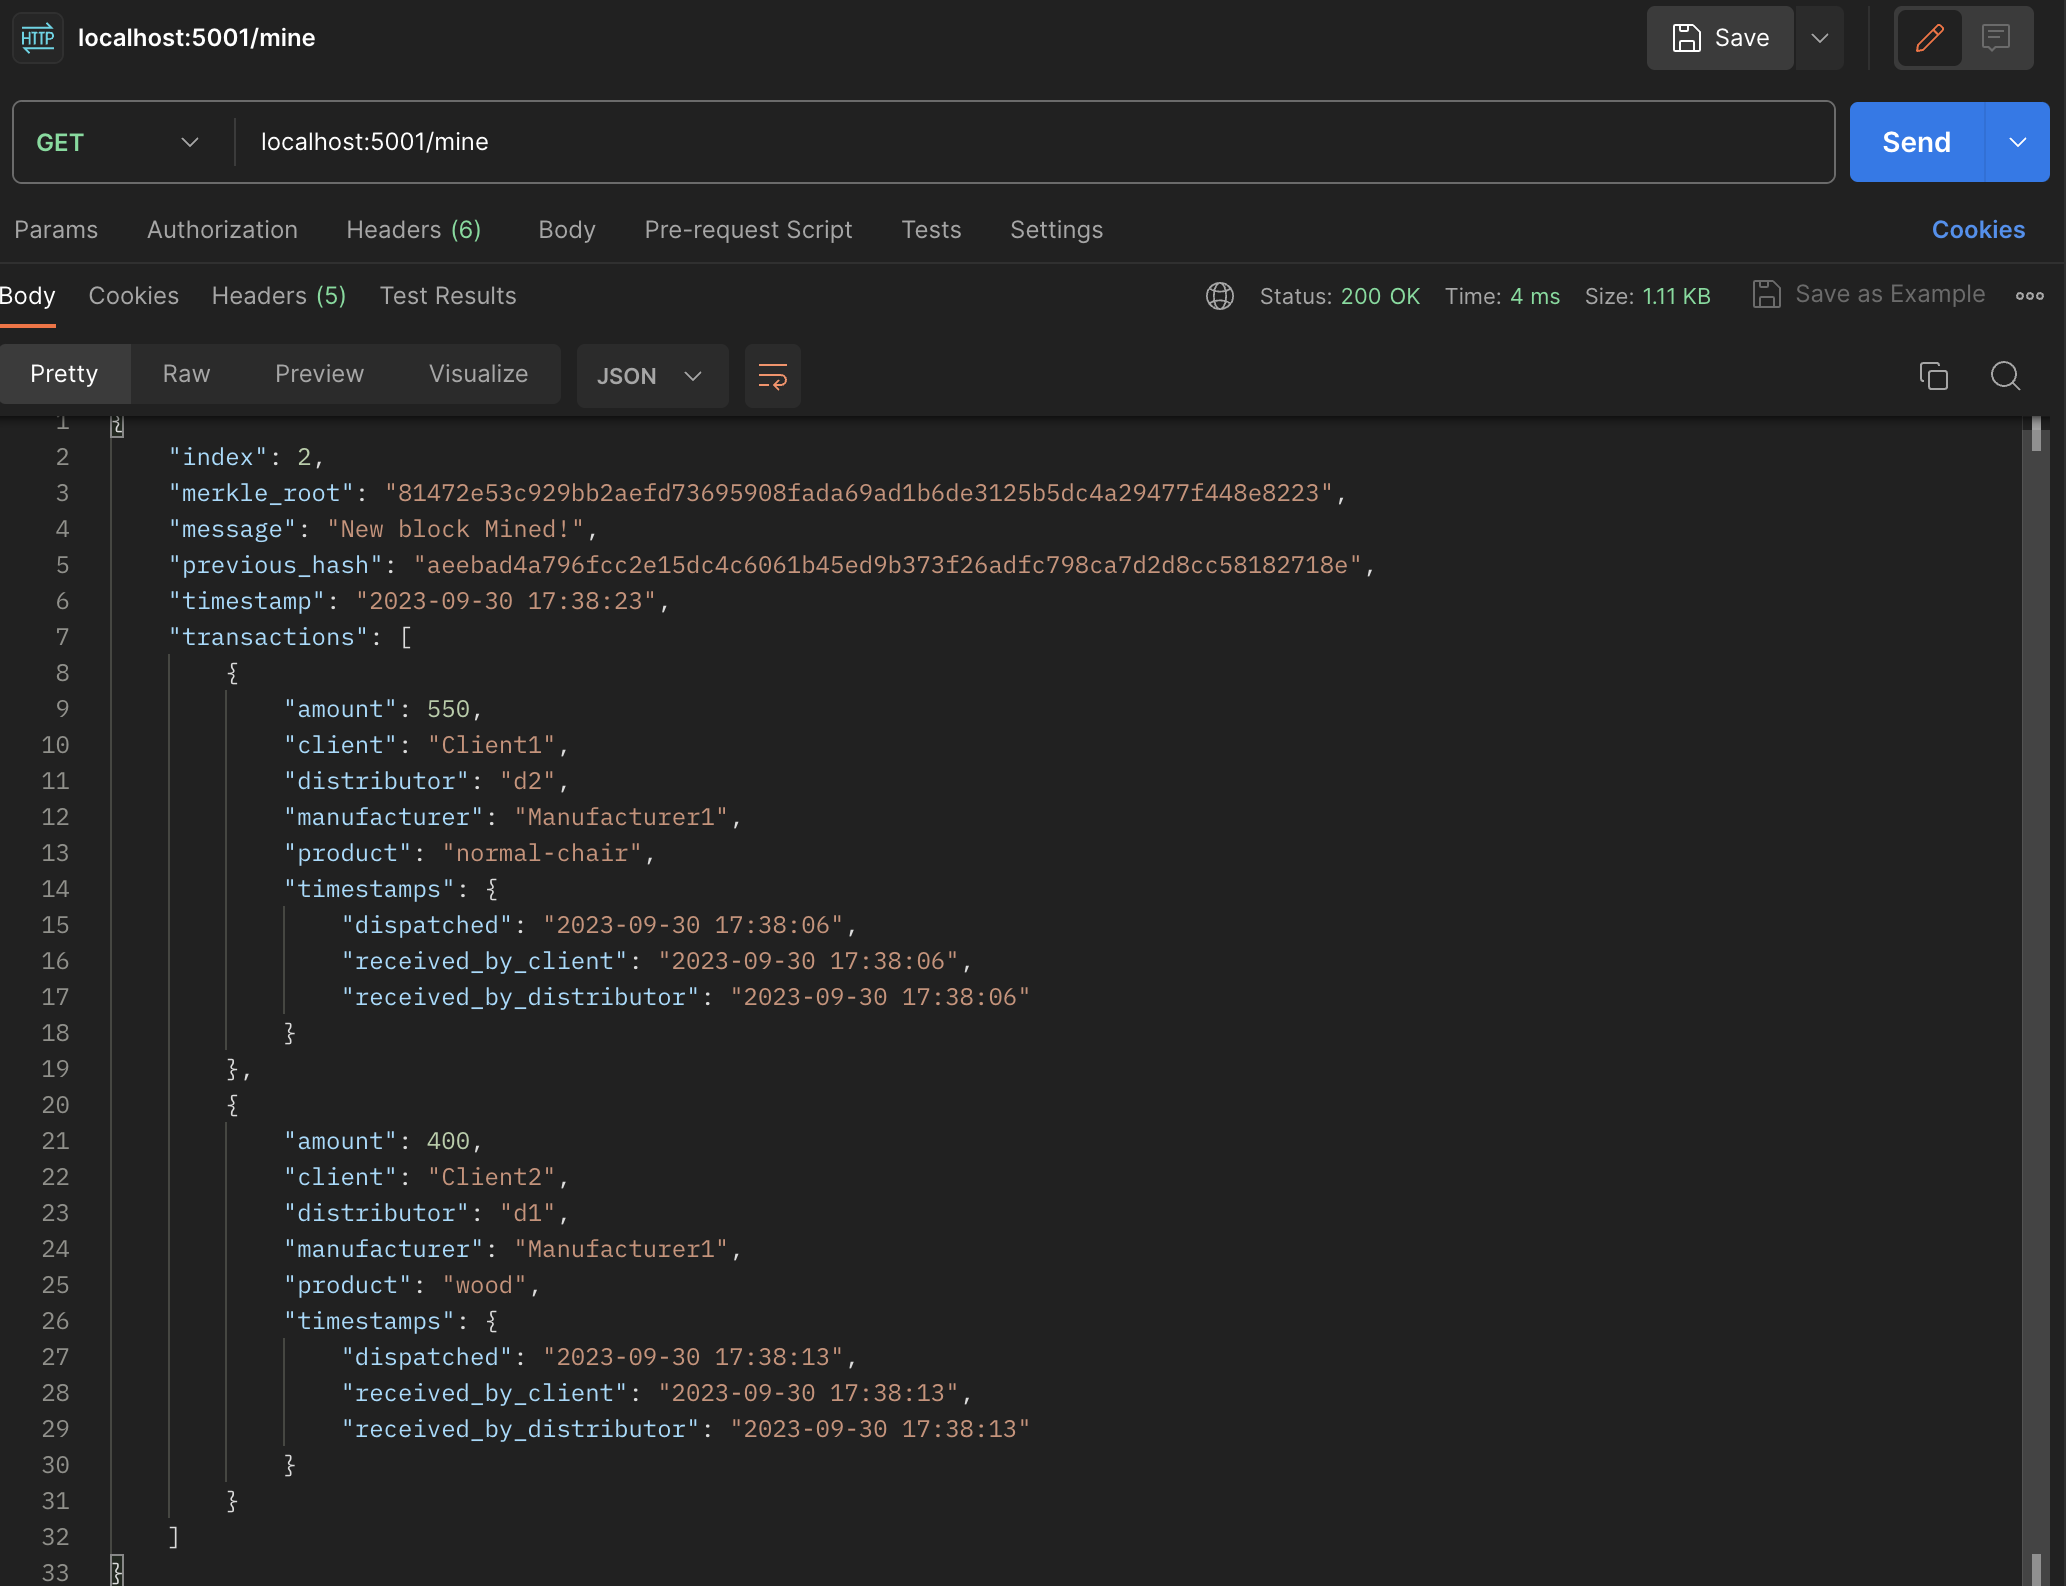 HTTP localhost:5001/mine Save
GET localhost:5001/mine Send
Params Authorization Headers (6) Body Pre-request Script Tests Settings Cookies
Body Cookies Headers (5) Test Results Status: 200 OK Time: 4 ms Size: 1.11 KB Save as Example
Pretty Raw Preview Visualize JSON
1 {
2 "index": 2,
3 "merkle_root": "81472e53c929bb2aefd73695908fada69ad1b6de3125b5dc4a29477f448e8223",
4 "message": "New block Mined!",
5 "previous_hash": "aeebad4a796fcc2e15dc4c6061b45ed9b373f26adfc798ca7d2d8cc58182718e",
6 "timestamp": "2023-09-30 17:38:23",
7 "transactions": [
8 {
9 "amount": 550,
10 "client": "Client1",
11 "distributor": "d2",
12 "manufacturer": "Manufacturer1",
13 "product": "normal-chair",
14 "timestamps": {
15 "dispatched": "2023-09-30 17:38:06",
16 "received_by_client": "2023-09-30 17:38:06",
17 "received_by_distributor": "2023-09-30 17:38:06"
18 }
19 },
20 {
21 "amount": 400,
22 "client": "Client2",
23 "distributor": "d1",
24 "manufacturer": "Manufacturer1",
25 "product": "wood",
26 "timestamps": {
27 "dispatched": "2023-09-30 17:38:13",
28 "received_by_client": "2023-09-30 17:38:13",
29 "received_by_distributor": "2023-09-30 17:38:13"
30 }
31 }
32 ]
33 }